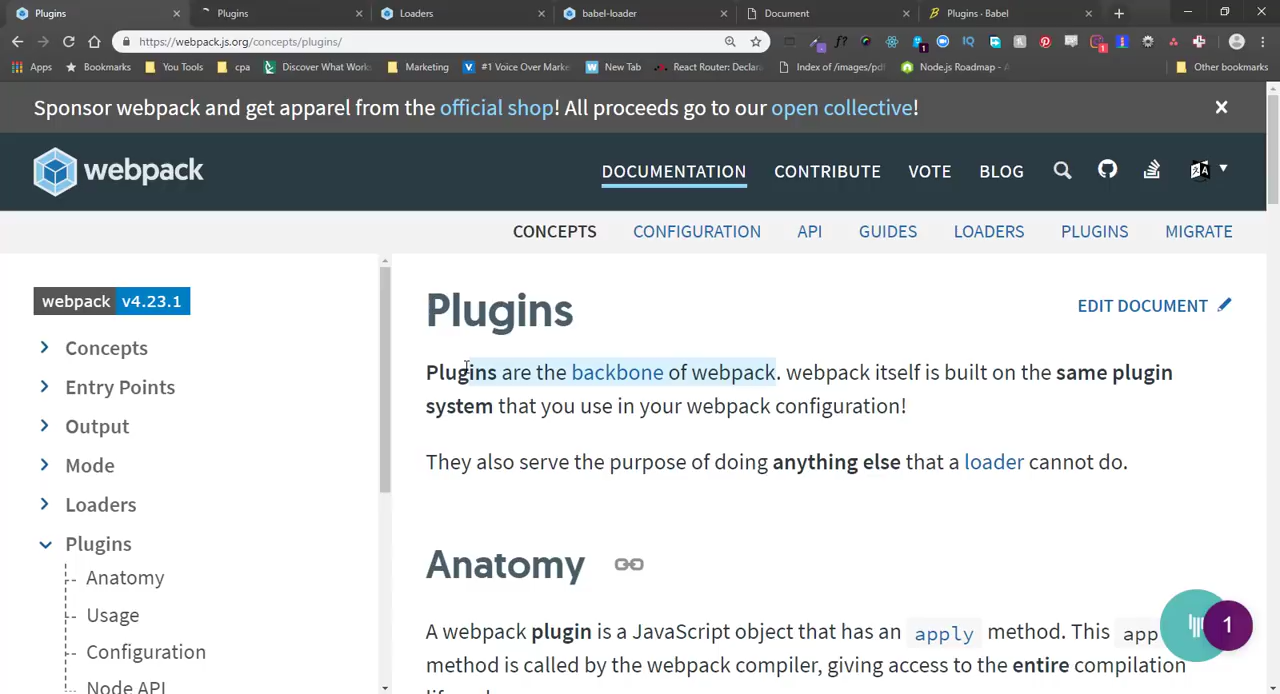 Plugins
Plugins
Loaders
babel-loader
Document
Plugins · Babel
https://webpack.js.org/concepts/plugins/
Apps
Bookmarks
You Tools
cpa
Discover What Work
Marketing
#1 Voice Over Marke
New Tab
React Router: Decla
Index of /images/pdf
Node.js Roadmap -
Other bookmarks
Sponsor webpack and get apparel from the official shop! All proceeds go to our open collective!
webpack
DOCUMENTATION CONTRIBUTE VOTE BLOG
CONCEPTS CONFIGURATION API GUIDES LOADERS PLUGINS MIGRATE
webpack v4.23.1
Concepts
Entry Points
Output
Mode
Loaders
Plugins
Anatomy
Usage
Configuration
Node API
Plugins
EDIT DOCUMENT
Plugins are the backbone of webpack. webpack itself is built on the same plugin
system that you use in your webpack configuration!
They also serve the purpose of doing anything else that a loader cannot do.
Anatomy
A webpack plugin is a JavaScript object that has an apply method. This app
method is called by the webpack compiler, giving access to the entire compilation
1